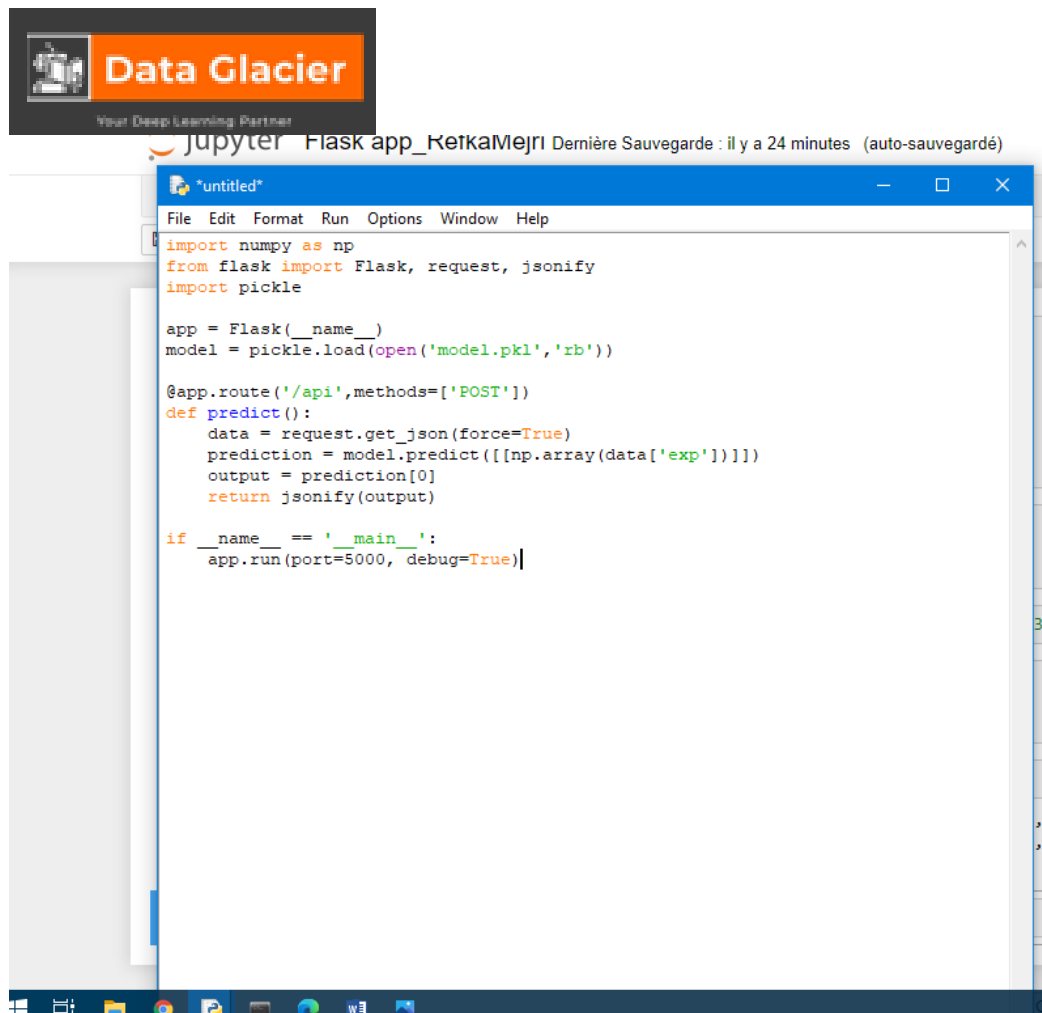 Data Glacier
Your Deep Learning Partner
Jupyter Flask app_RefkaMejri Dernière Sauvegarde : il y a 24 minutes (auto-sauvegardé)
*untitled*
File Edit Format Run Options Window Help
import numpy as np
from flask import Flask, request, jsonify
import pickle
app = Flask(__name__)
model = pickle.load(open('model.pkl','rb'))
@app.route('/api',methods=['POST'])
def predict():
    data = request.get_json(force=True)
    prediction = model.predict([[np.array(data['exp'])]])
    output = prediction[0]
    return jsonify(output)
if __name__ == '__main__':
    app.run(port=5000, debug=True)